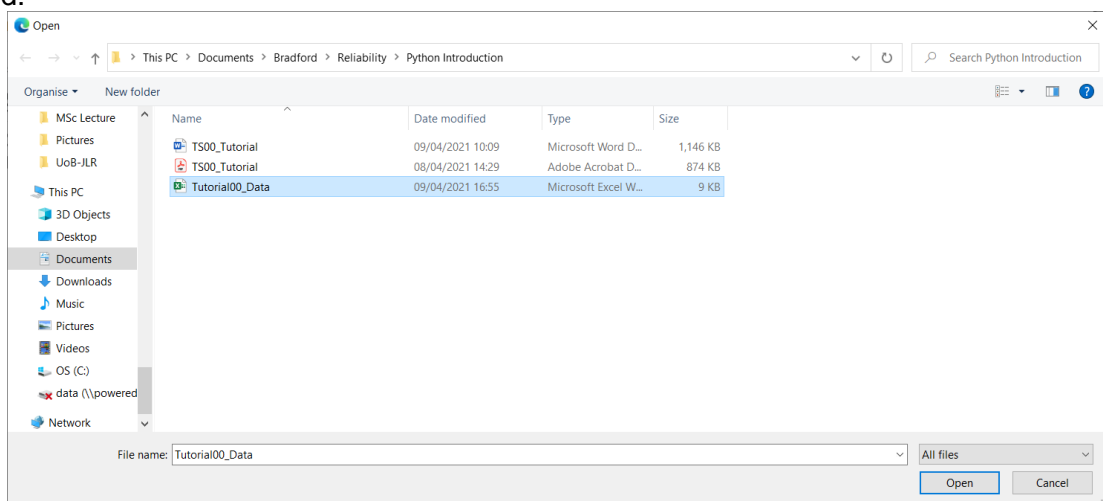 d.
Open
This PC > Documents > Bradford > Reliability > Python Introduction
Search Python Introduction
Organise
New folder
MSc Lecture
Pictures
UoB-JLR
This PC
3D Objects
Desktop
Documents
Downloads
Music
Pictures
Videos
OS (C:)
data (\\powered
Network
Name Date modified Type Size
TS00_Tutorial 09/04/2021 10:09 Microsoft Word D... 1,146 KB
TS00_Tutorial 08/04/2021 14:29 Adobe Acrobat D... 874 KB
Tutorial00_Data 09/04/2021 16:55 Microsoft Excel W... 9 KB
File name: Tutorial00_Data
All files
Open Cancel